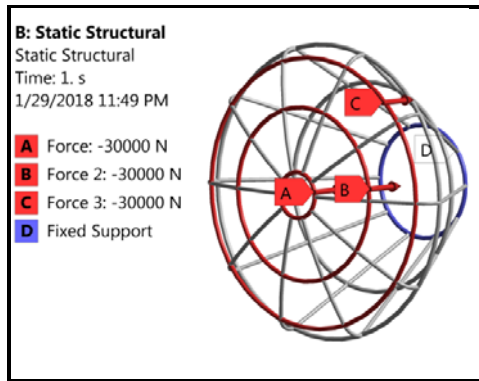 B: Static Structural
Static Structural
Time: 1. s
1/29/2018 11:49 PM
A Force: -30000 N
B Force 2: -30000 N
C Force 3: -30000 N
D Fixed Support
C
D
A
B